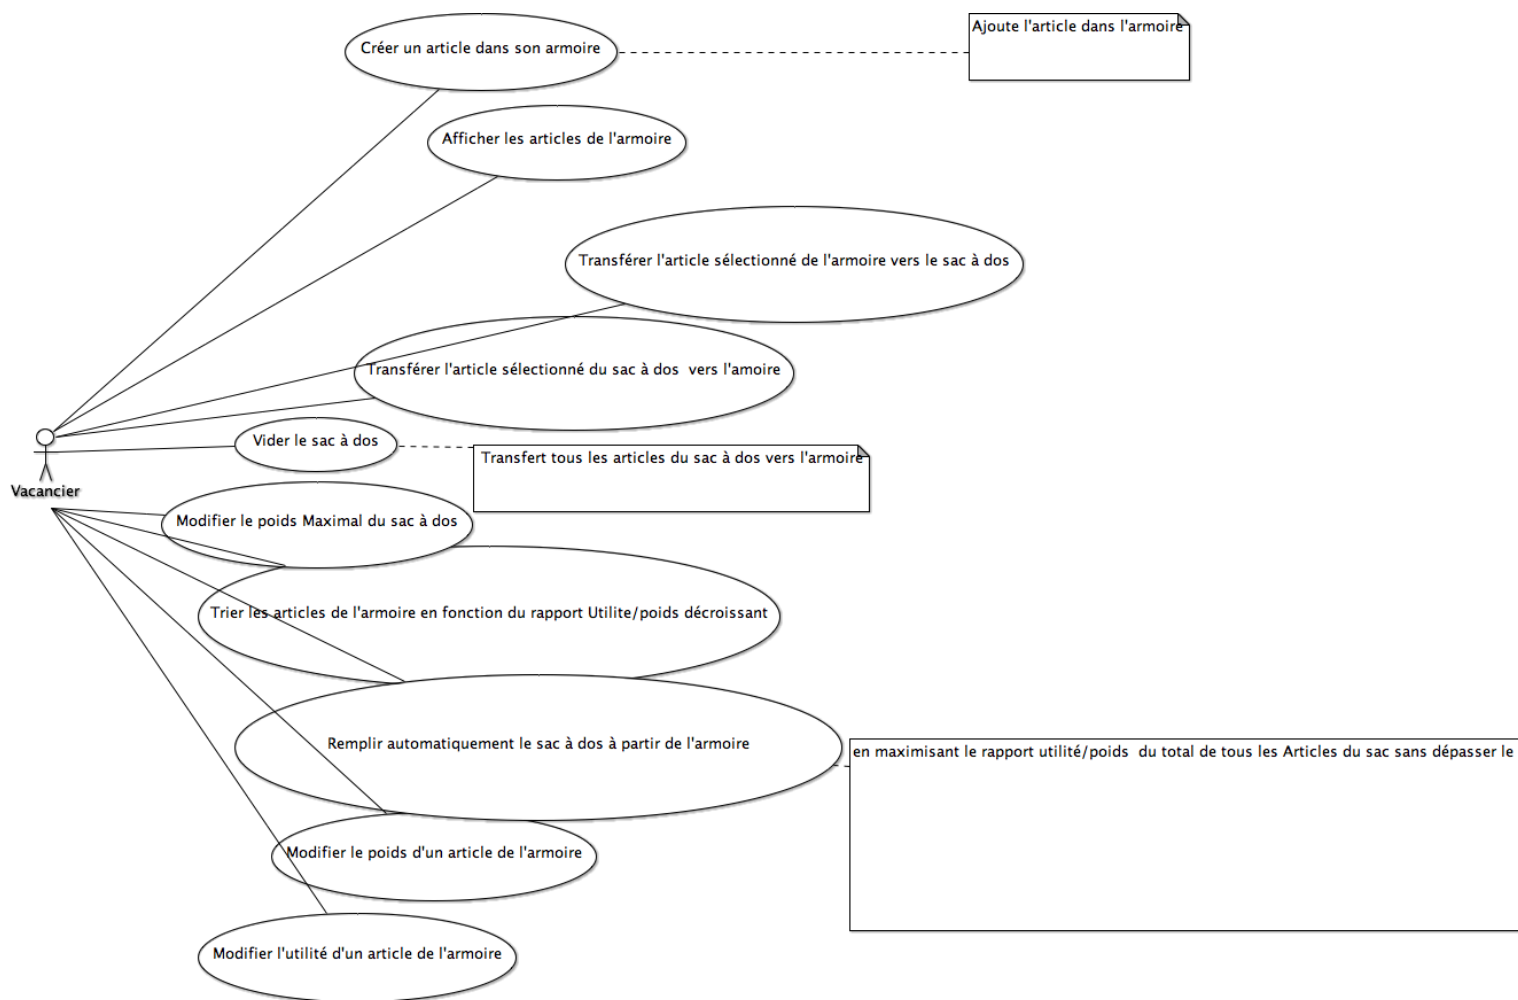 Créer un article dans son armoire
Ajoute l'article dans l'armoire
Afficher les articles de l'armoire
Transférer l'article sélectionné de l'armoire vers le sac à dos
Transférer l'article sélectionné du sac à dos  vers l'amoire
Vider le sac à dos
Transfert tous les articles du sac à dos vers l'armoire
Vacancier
Modifier le poids Maximal du sac à dos
Trier les articles de l'armoire en fonction du rapport Utilite/poids décroissant
Remplir automatiquement le sac à dos à partir de l'armoire
en maximisant le rapport utilité/poids  du total de tous les Articles du sac sans dépasser le
Modifier le poids d'un article de l'armoire
Modifier l'utilité d'un article de l'armoire